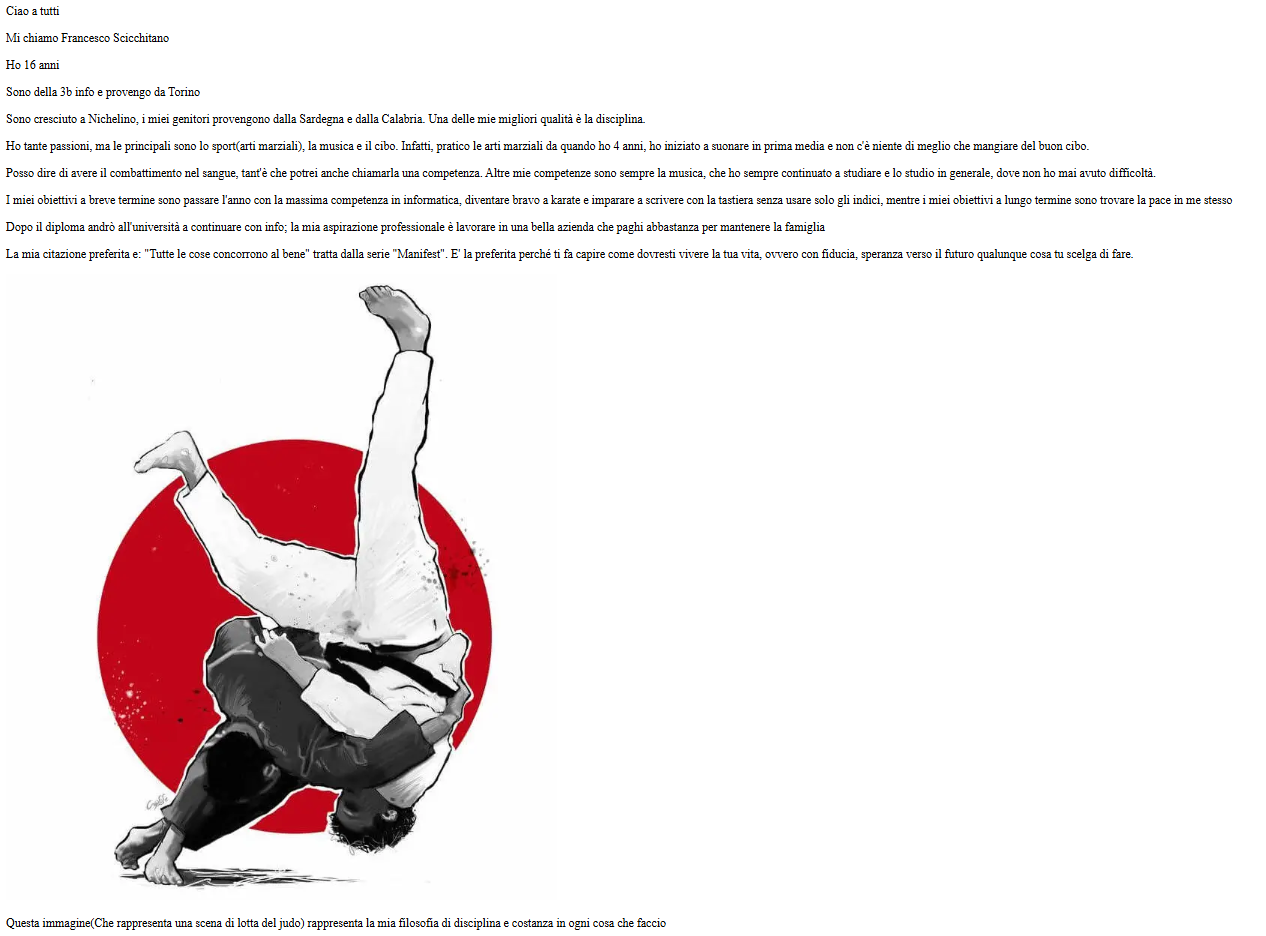 Ciao a tutti
Mi chiamo Francesco Scicchitano
Ho 16 anni
Sono della 3b info e provengo da Torino
Sono cresciuto a Nichelino, i miei genitori provengono dalla Sardegna e dalla Calabria. Una delle mie migliori qualità è la disciplina.
Ho tante passioni, ma le principali sono lo sport(arti marziali), la musica e il cibo. Infatti, pratico le arti marziali da quando ho 4 anni, ho iniziato a suonare in prima media e non c'è niente di meglio che mangiare del buon cibo.
Posso dire di avere il combattimento nel sangue, tant'è che potrei anche chiamarla una competenza. Altre mie competenze sono sempre la musica, che ho sempre continuato a studiare e lo studio in generale, dove non ho mai avuto difficoltà.
I miei obiettivi a breve termine sono passare l'anno con la massima competenza in informatica, diventare bravo a karate e imparare a scrivere con la tastiera senza usare solo gli indici, mentre i miei obiettivi a lungo termine sono trovare la pace in me stesso
Dopo il diploma andrò all'università a continuare con info; la mia aspirazione professionale è lavorare in una bella azienda che paghi abbastanza per mantenere la famiglia
La mia citazione preferita e: "Tutte le cose concorrono al bene" tratta dalla serie "Manifest". E' la preferita perché ti fa capire come dovresti vivere la tua vita, ovvero con fiducia, speranza verso il futuro qualunque cosa tu scelga di fare.
Questa immagine(Che rappresenta una scena di lotta del judo) rappresenta la mia filosofia di disciplina e costanza in ogni cosa che faccio